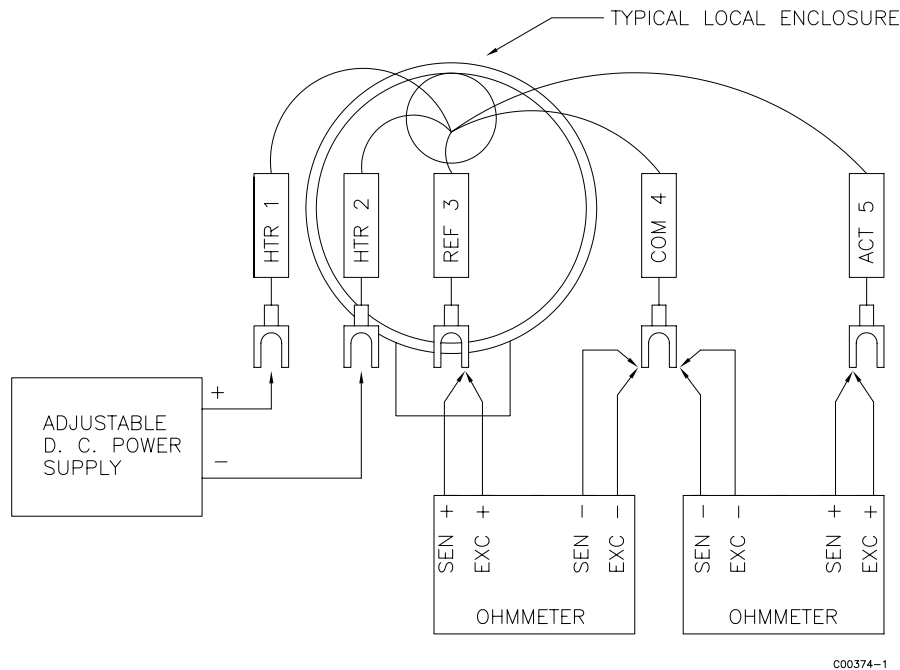 TYPICAL LOCAL ENCLOSURE
HTR 1
HTR 2
REF 3
COM 4
ACT 5
+
−
ADJUSTABLE
D. C. POWER
SUPPLY
SEN +
EXC +
SEN −
EXC −
OHMMETER
SEN −
EXC −
SEN +
EXC +
OHMMETER
C00374-1